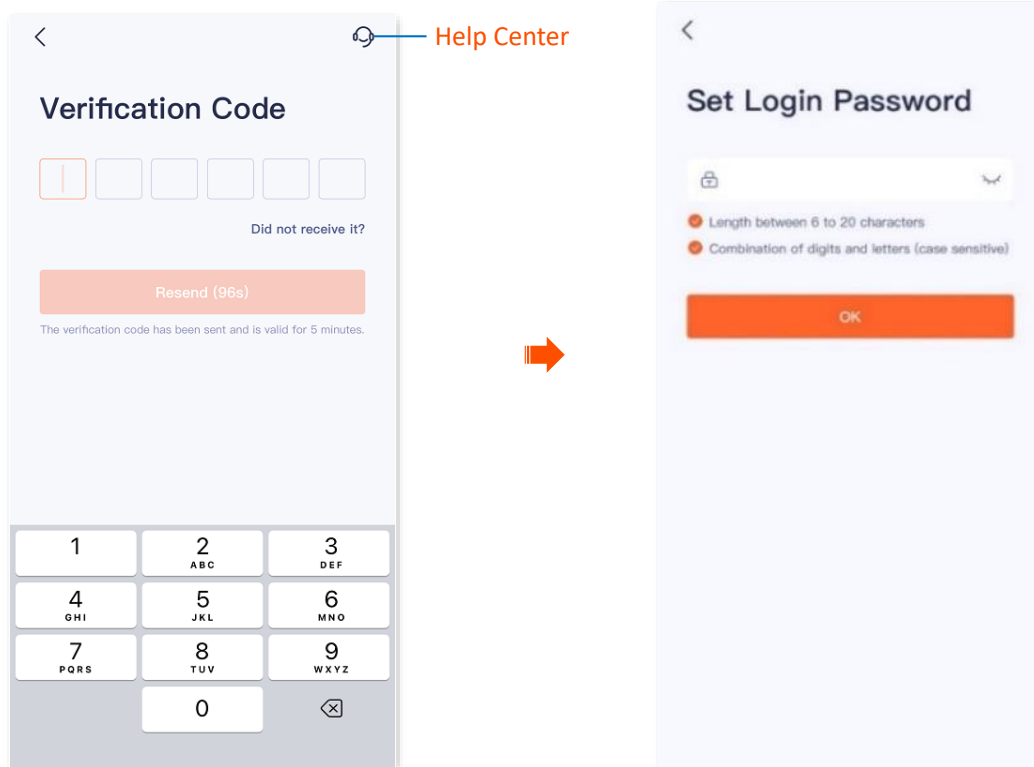 Help Center
Verification Code
Did not receive it?
Resend (96s)
The verification code has been sent and is valid for 5 minutes.
1
2
ABC
3
DEF
4
GHI
5
JKL
6
MNO
7
PQRS
8
TUV
9
WXYZ
0
Set Login Password
Length between 6 to 20 characters
Combination of digits and letters (case sensitive)
OK